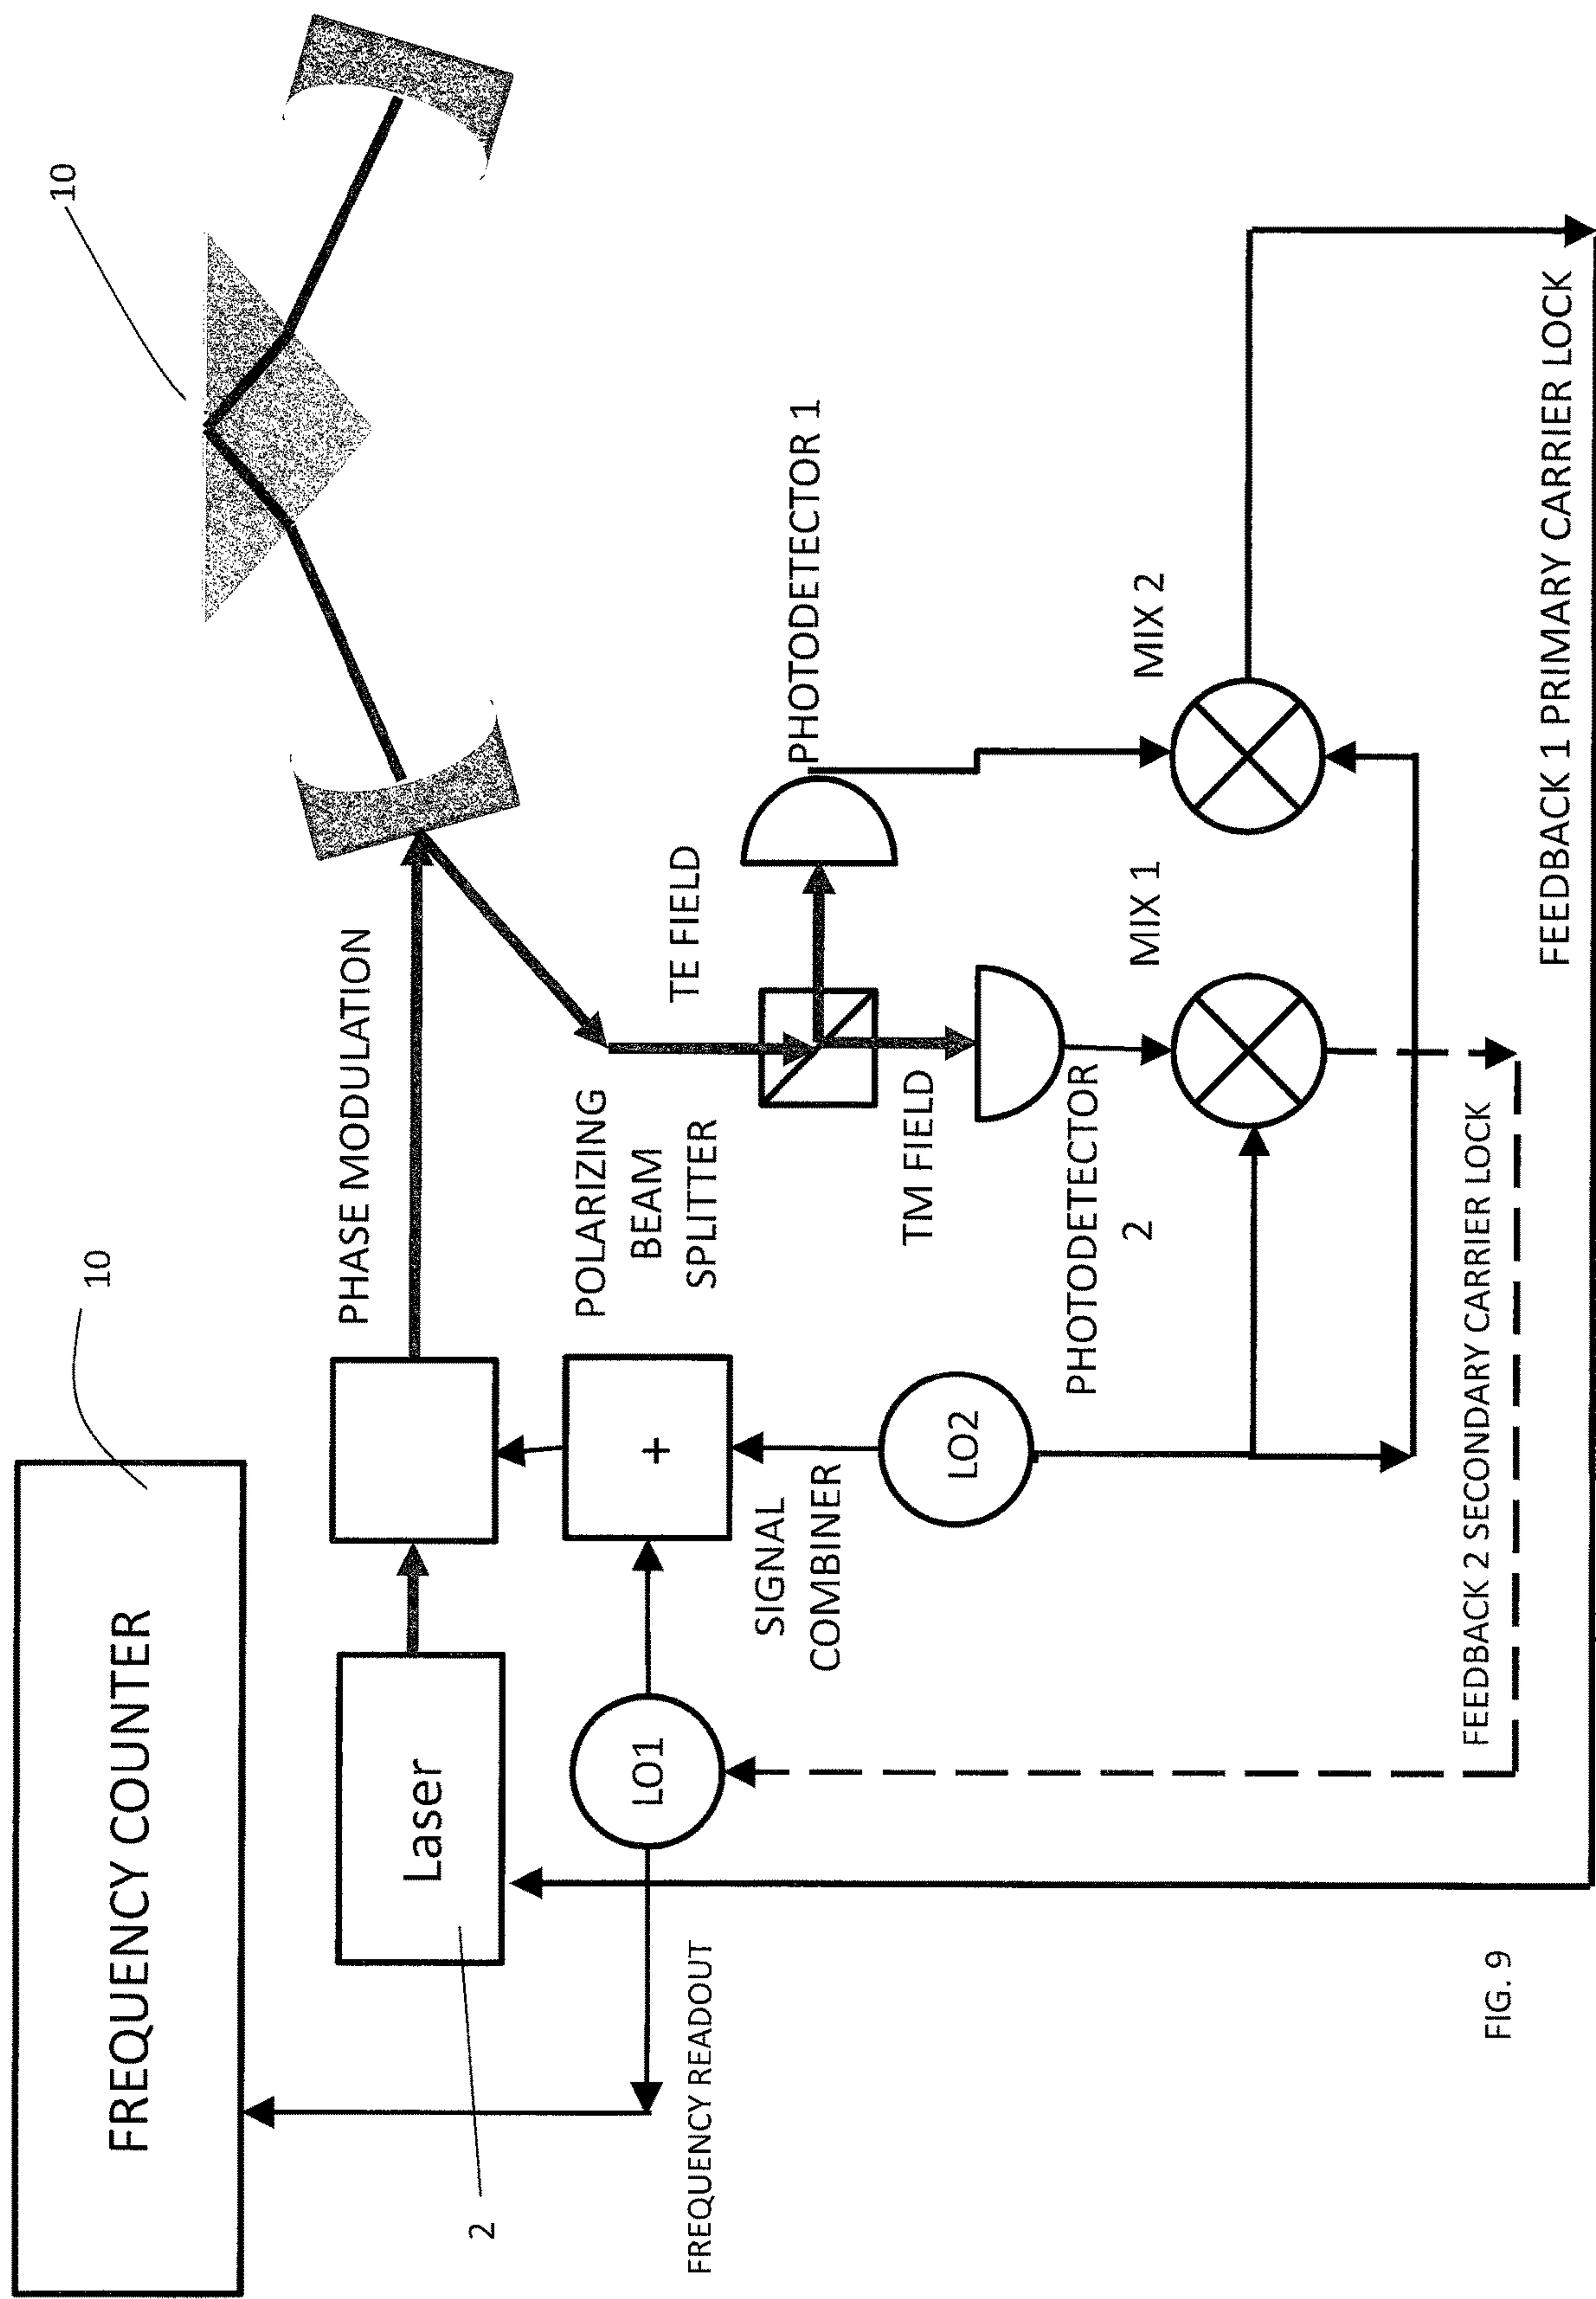 FREQUENCY COUNTER
10
10
Laser
2
PHASE MODULATION
LO1
+
SIGNAL
COMBINER
LO2
FREQUENCY READOUT
POLARIZING
BEAM
SPLITTER
TE FIELD
TM FIELD
PHOTODETECTOR 1
PHOTODETECTOR
2
MIX 1
MIX 2
FEEDBACK 2 SECONDARY CARRIER LOCK
FEEDBACK 1 PRIMARY CARRIER LOCK
FIG. 9